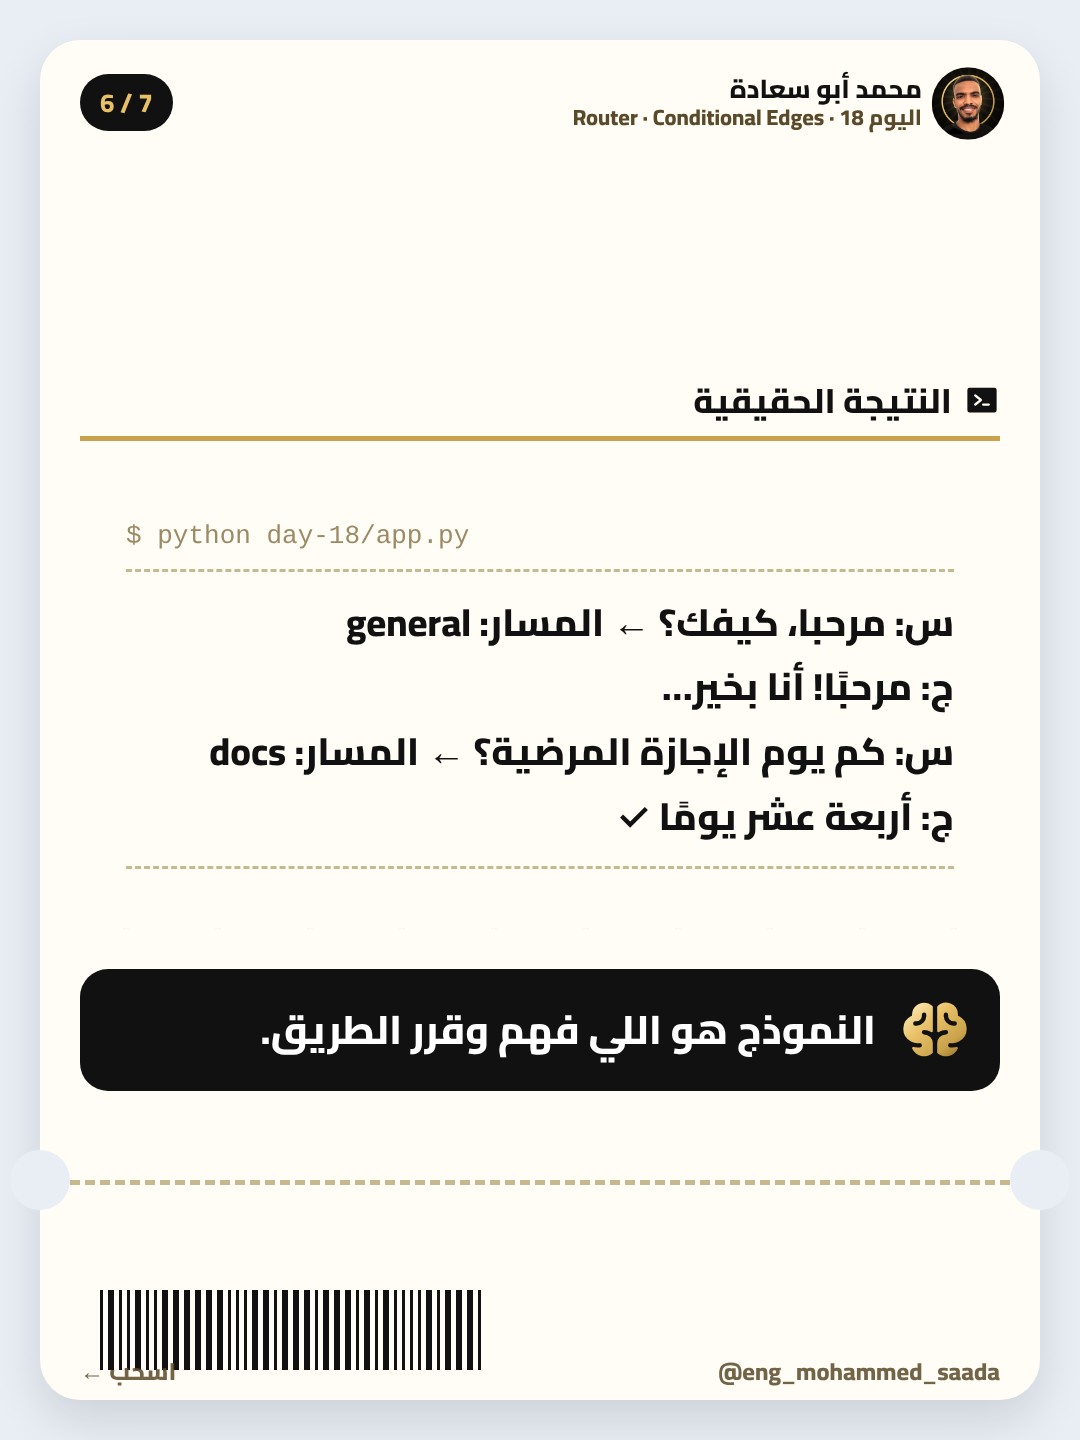 محمد أبو سعادة
اليوم 18 · Router · Conditional Edges
6 / 7
النتيجة الحقيقية
$ python day-18/app.py
س: مرحبا، كيفك؟ ← المسار: general
ج: مرحبًا! أنا بخير...
س: كم يوم الإجازة المرضية؟ ← المسار: docs
ج: أربعة عشر يومًا ✓
النموذج هو اللي فهم وقرر الطريق.
@eng_mohammed_saada
اسحب ←